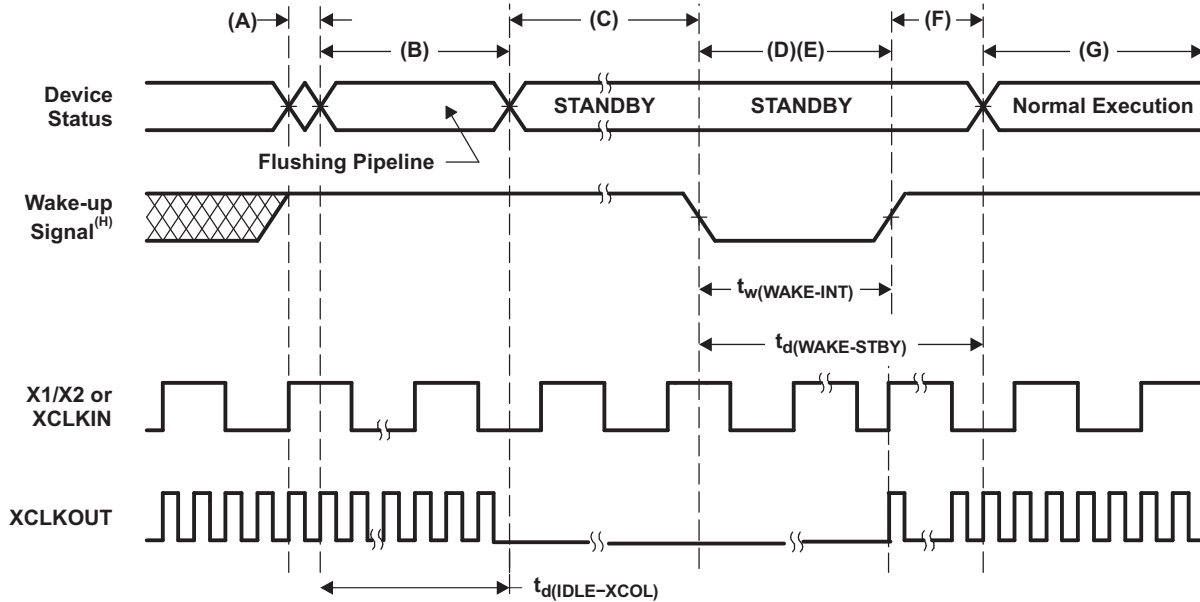 (A)
(C)
(F)
(B)
(D)(E)
(G)
Device
Status
STANDBY
STANDBY
Normal Execution
Flushing Pipeline
Wake-up
Signal(H)
tw(WAKE-INT)
td(WAKE-STBY)
X1/X2 or
XCLKIN
XCLKOUT
td(IDLE−XCOL)